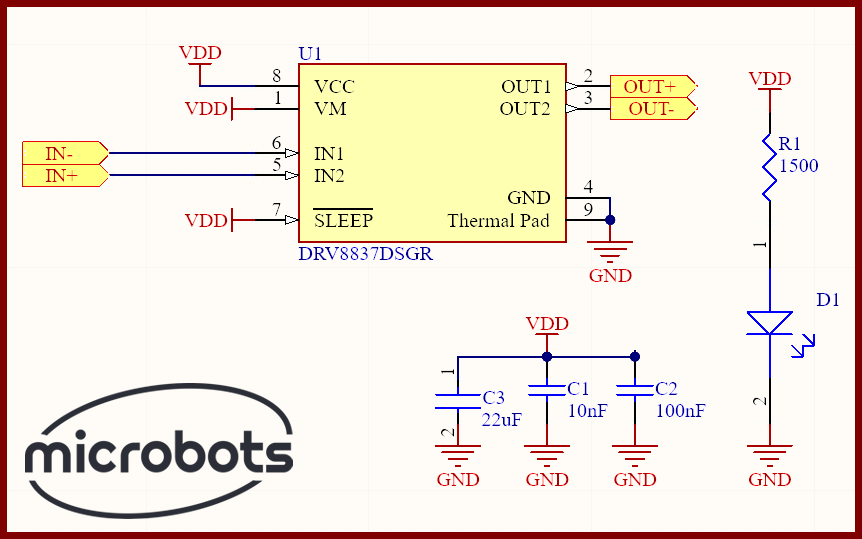 VDD
U1
8
VCC
VDD
1
VM
OUT1
2
OUT+
OUT2
3
OUT-
IN-
6
IN1
IN+
5
IN2
VDD
7
SLEEP
GND
4
Thermal Pad
9
DRV8837DSGR
GND
VDD
R1
1500
1
D1
2
GND
VDD
1
C3
22uF
2
GND
C1
10nF
GND
C2
100nF
GND
microbots